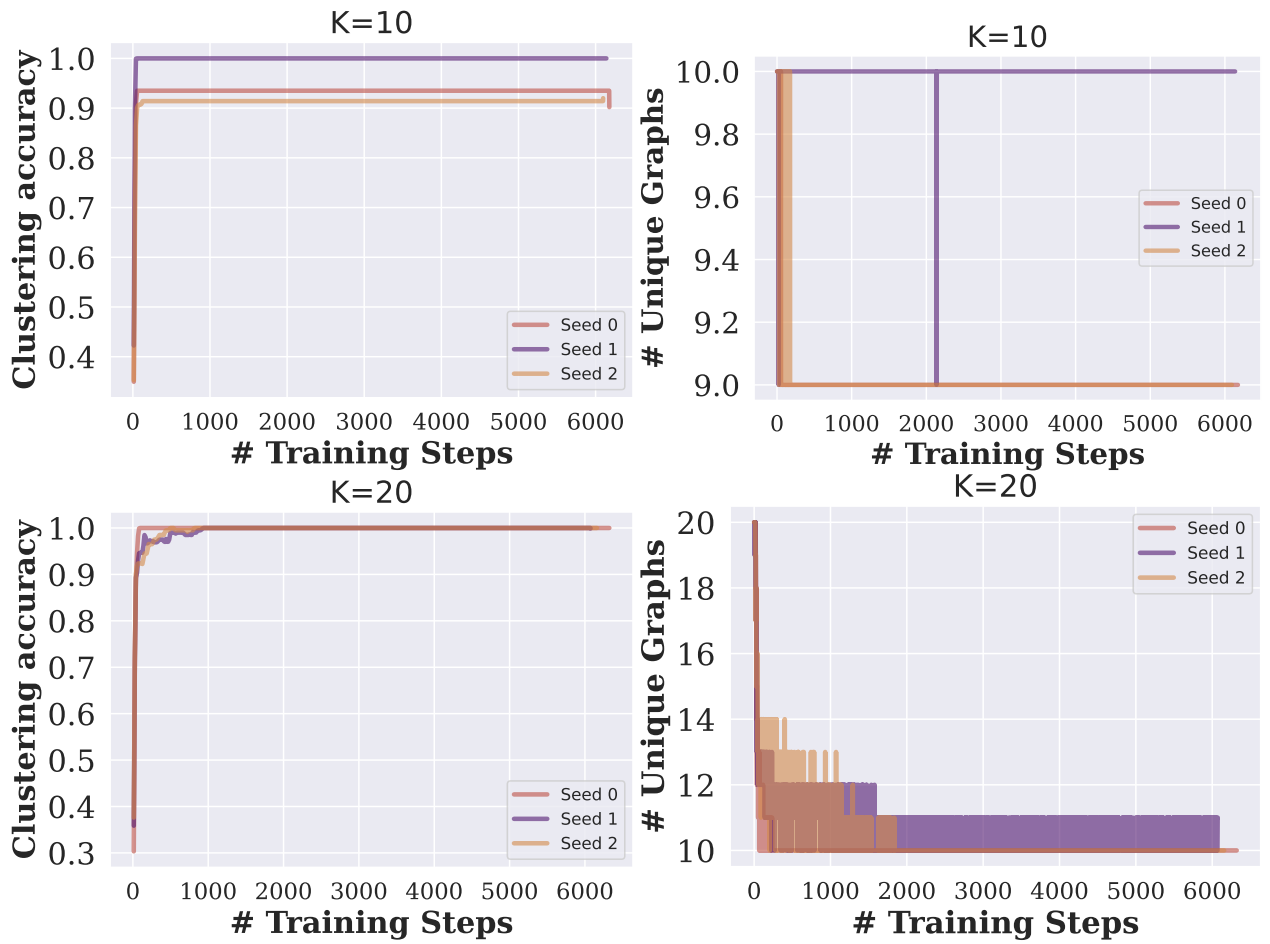 K=10
Clustering accuracy
1.0
0.9
0.8
0.7
0.6
0.5
0.4
Seed 0
Seed 1
Seed 2
0 1000 2000 3000 4000 5000 6000
# Training Steps
K=10
# Unique Graphs
10.0
9.8
9.6
9.4
9.2
9.0
Seed 0
Seed 1
Seed 2
0 1000 2000 3000 4000 5000 6000
# Training Steps
K=20
Clustering accuracy
1.0
0.9
0.8
0.7
0.6
0.5
0.4
0.3
Seed 0
Seed 1
Seed 2
0 1000 2000 3000 4000 5000 6000
# Training Steps
K=20
# Unique Graphs
20
18
16
14
12
10
Seed 0
Seed 1
Seed 2
0 1000 2000 3000 4000 5000 6000
# Training Steps